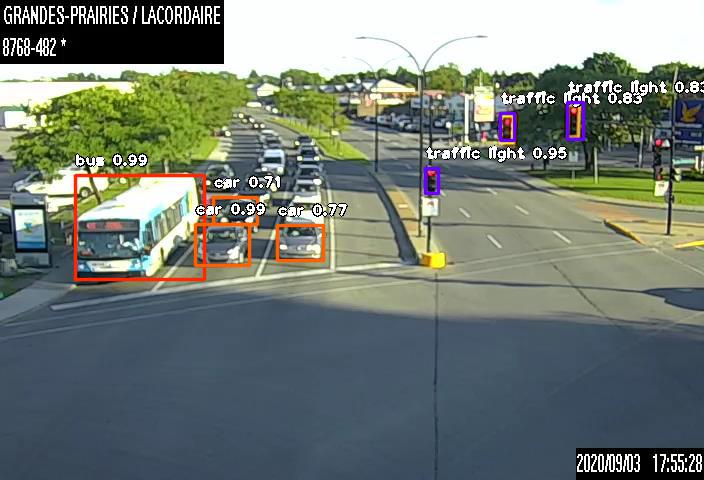 GRANDES-PRAIRIES / LACORDAIRE
8768-482 *
traffic light 0.83
traffic light 0.83
traffic light 0.95
bus 0.99
car 0.71
car 0.99
car 0.77
2020/09/03 17:55:28